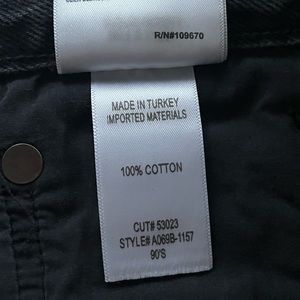 R/N#109670
MADE IN TURKEY
IMPORTED MATERIALS
100% COTTON
CUT# 53023
STYLE# A069B-1157
90'S